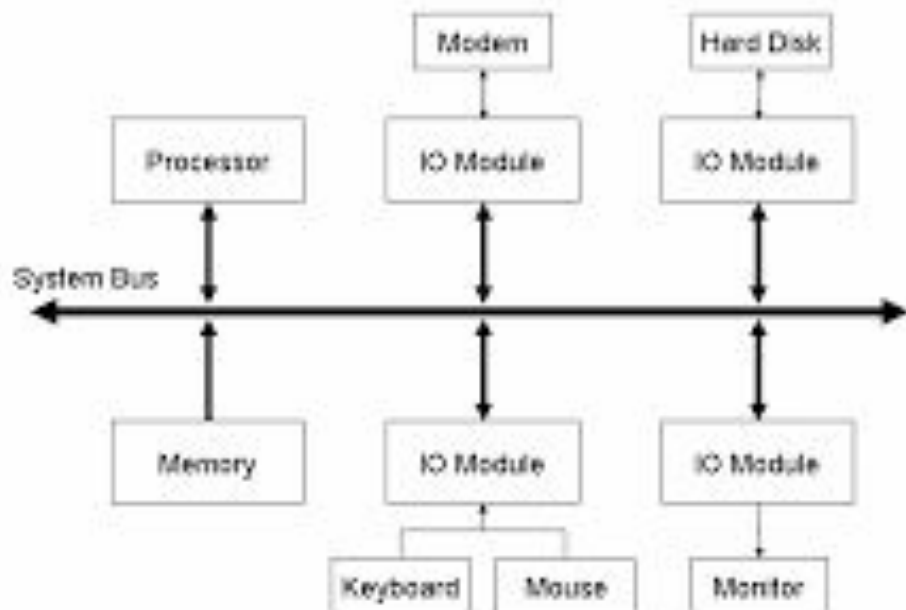 Modem
Hard Disk
Processor
IO Module
IO Module
System Bus
Memory
IO Module
IO Module
Keyboard
Mouse
Monitor